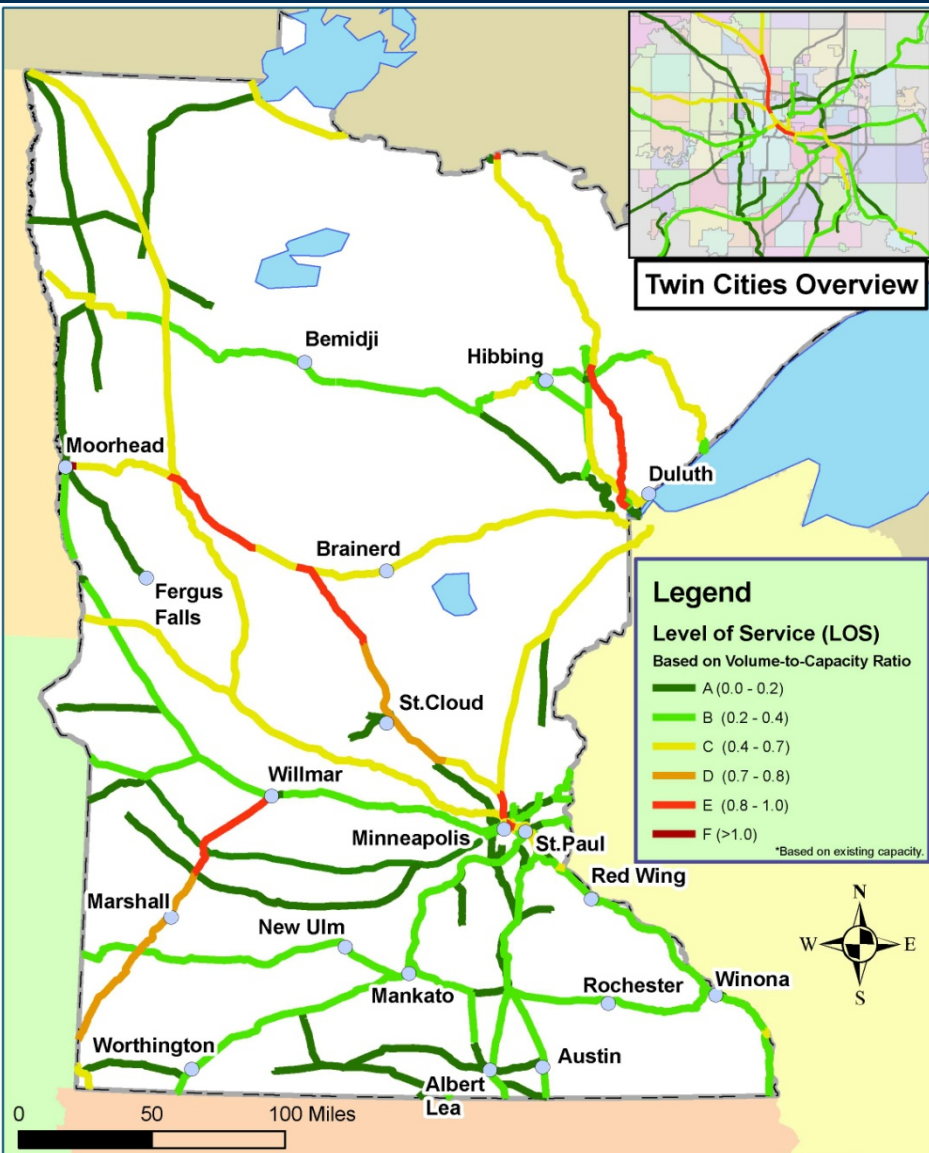 Twin Cities Overview
Bemidji
Hibbing
Moorhead
Duluth
Brainerd
Fergus
Falls
St.Cloud
Willmar
Minneapolis
St.Paul
Red Wing
Marshall
New Ulm
Mankato
Rochester
Winona
Worthington
Albert
Lea
Austin
Legend
Level of Service (LOS)
Based on Volume-to-Capacity Ratio
A (0.0 - 0.2)
B (0.2 - 0.4)
C (0.4 - 0.7)
D (0.7 - 0.8)
E (0.8 - 1.0)
F (>1.0)
*Based on existing capacity.
N
W E
S
0 50 100 Miles